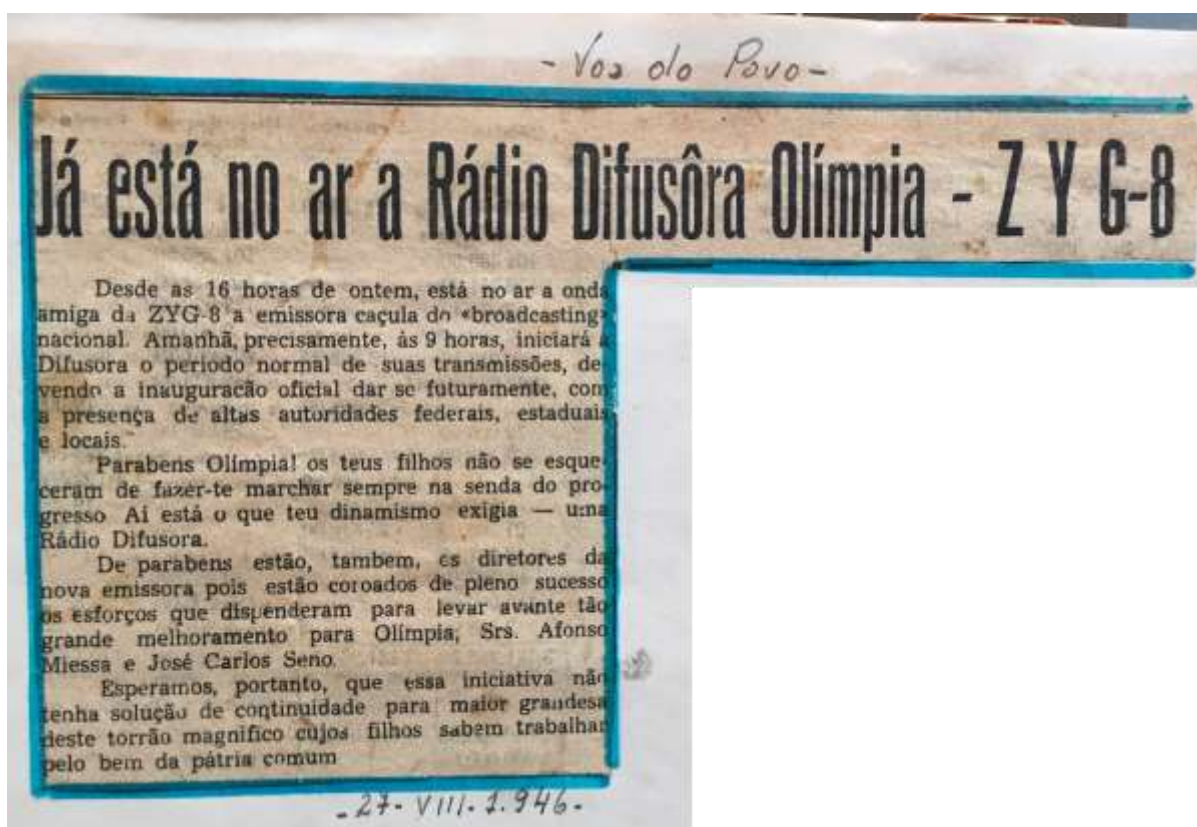 - Voz do Povo -
Já está no ar a Rádio Difusôra Olímpia - Z Y G-8
Desde as 16 horas de ontem, está no ar a onda
amiga da ZYG-8 a emissora caçula do «broadcasting»
nacional. Amanhã, precisamente, às 9 horas, iniciará a
Difusora o período normal de suas transmissões, de-
vendo a inauguracão oficial dar se futuramente, com
a presença de altas autoridades federais, estaduais
e locais.
Parabens Olímpia! os teus filhos não se esque-
ceram de fazer-te marchar sempre na senda do pro-
gresso Aí está o que teu dinamismo exigia — uma
Rádio Difusora.
De parabens estão, tambem, os diretores da
nova emissora pois estão coroados de pleno sucesso
os esforços que dispenderam para levar avante tão
grande melhoramento para Olímpia, Srs. Afonso
Miessa e José Carlos Seno.
Esperamos, portanto, que essa iniciativa não
tenha solução de continuidade para maior grandesa
deste torrão magnifico cujos filhos sabem trabalhar
pelo bem da pátria comum
- 27 - VIII - 1.946 -